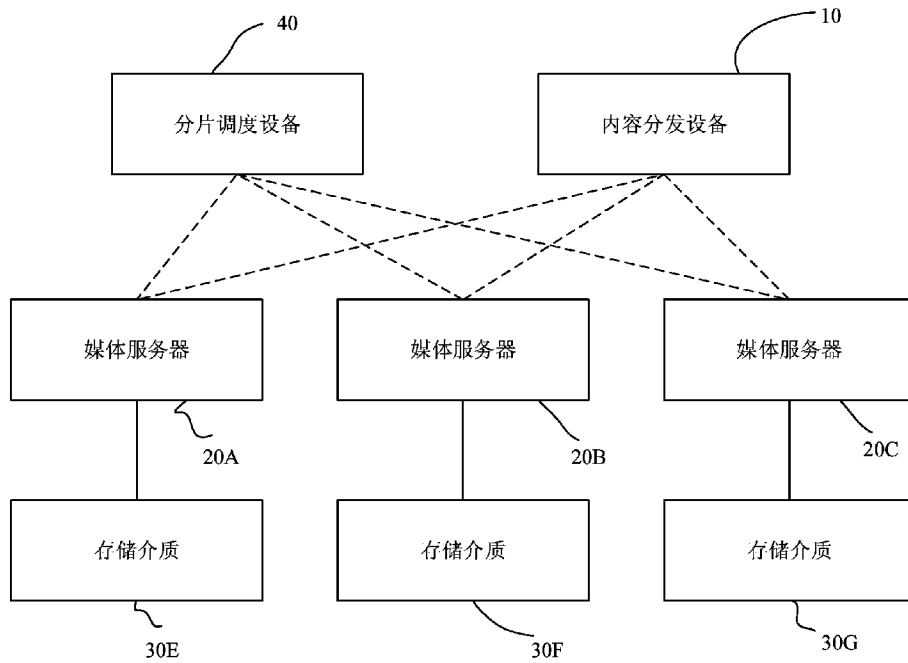 40
10
分片调度设备
内容分发设备
媒体服务器
媒体服务器
媒体服务器
20A
20B
20C
存储介质
存储介质
存储介质
30E
30F
30G